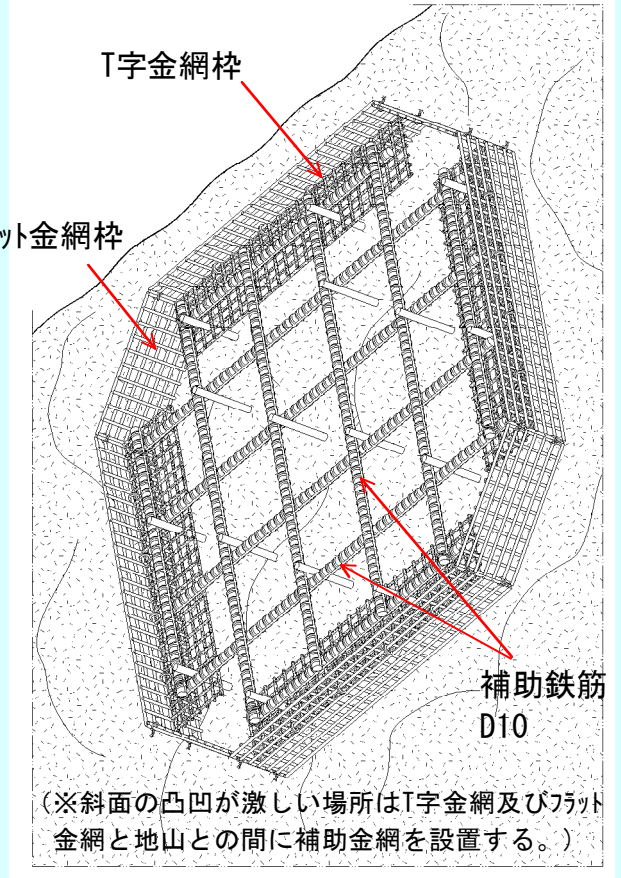 T字金網枠
ット金網枠
補助鉄筋
D10
(※斜面の凸凹が激しい場所はT字金網及びフラット
金網と地山との間に補助金網を設置する。)